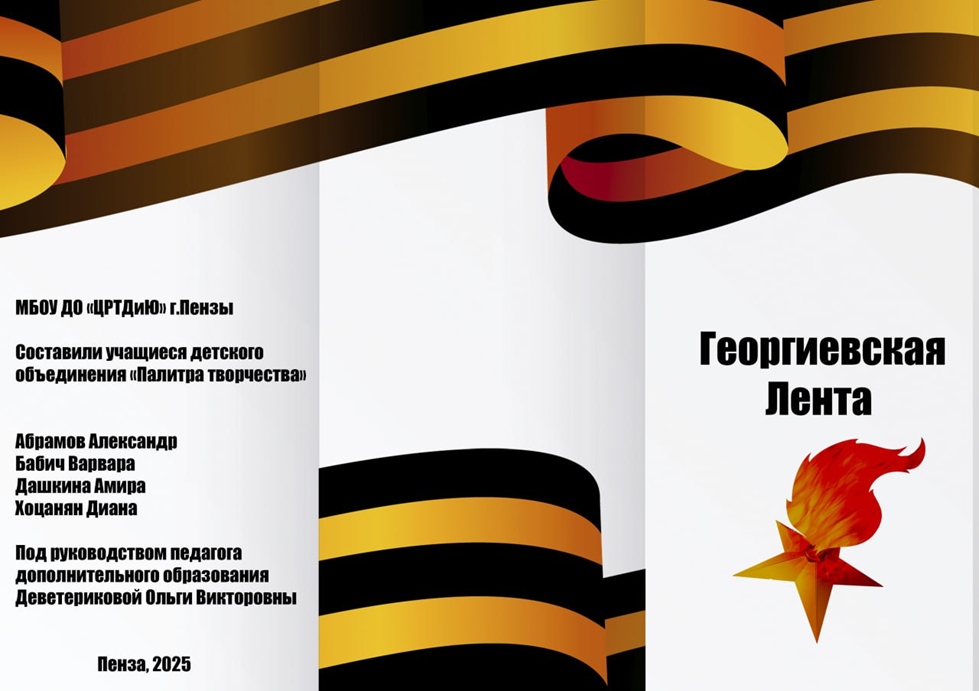 МБОУ ДО «ЦРТДиЮ» г.Пензы
Составили учащиеся детского
объединения «Палитра творчества»
Абрамов Александр
Бабич Варвара
Дашкина Амира
Хоцанян Диана
Под руководством педагога
дополнительного образования
Деветериковой Ольги Викторовны
Пенза, 2025
Георгиевская
Лента